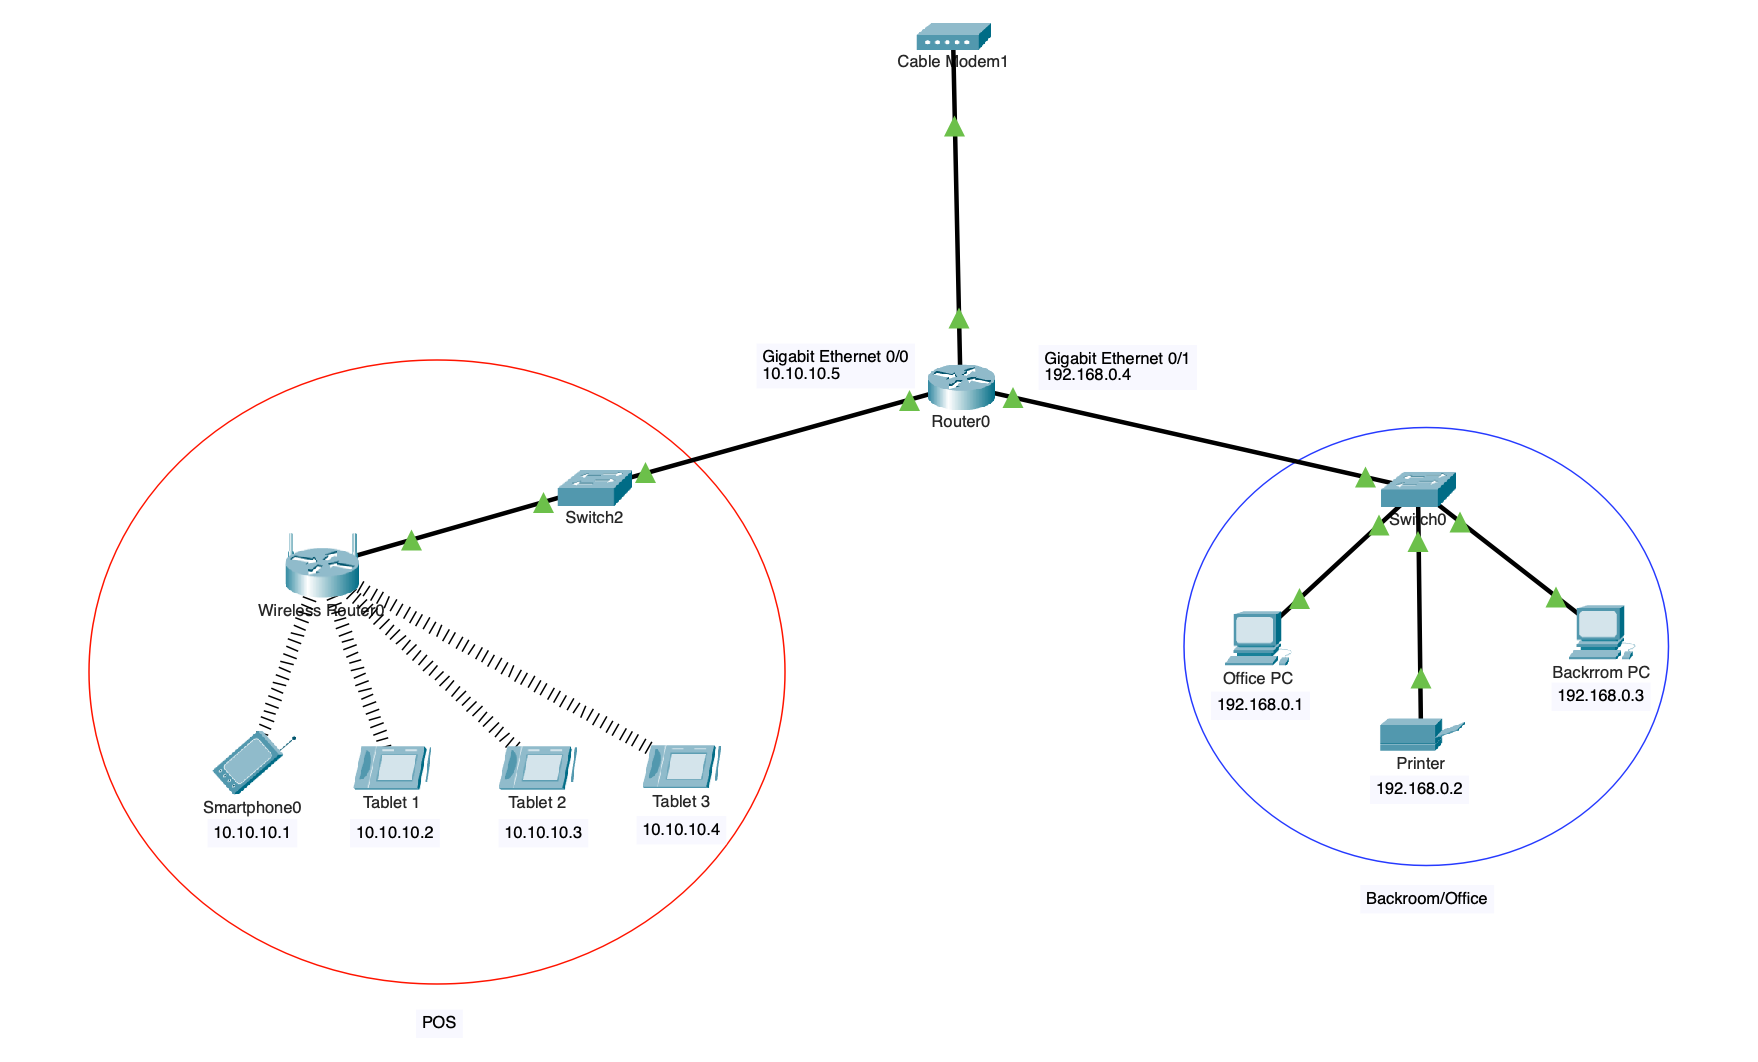 Cable Modem1
Gigabit Ethernet 0/0
10.10.10.5
Gigabit Ethernet 0/1
192.168.0.4
Router0
Switch2
Switch0
Wireless Router0
Office PC
192.168.0.1
Backrrom PC
192.168.0.3
Printer
192.168.0.2
Smartphone0
10.10.10.1
Tablet 1
10.10.10.2
Tablet 2
10.10.10.3
Tablet 3
10.10.10.4
Backroom/Office
POS